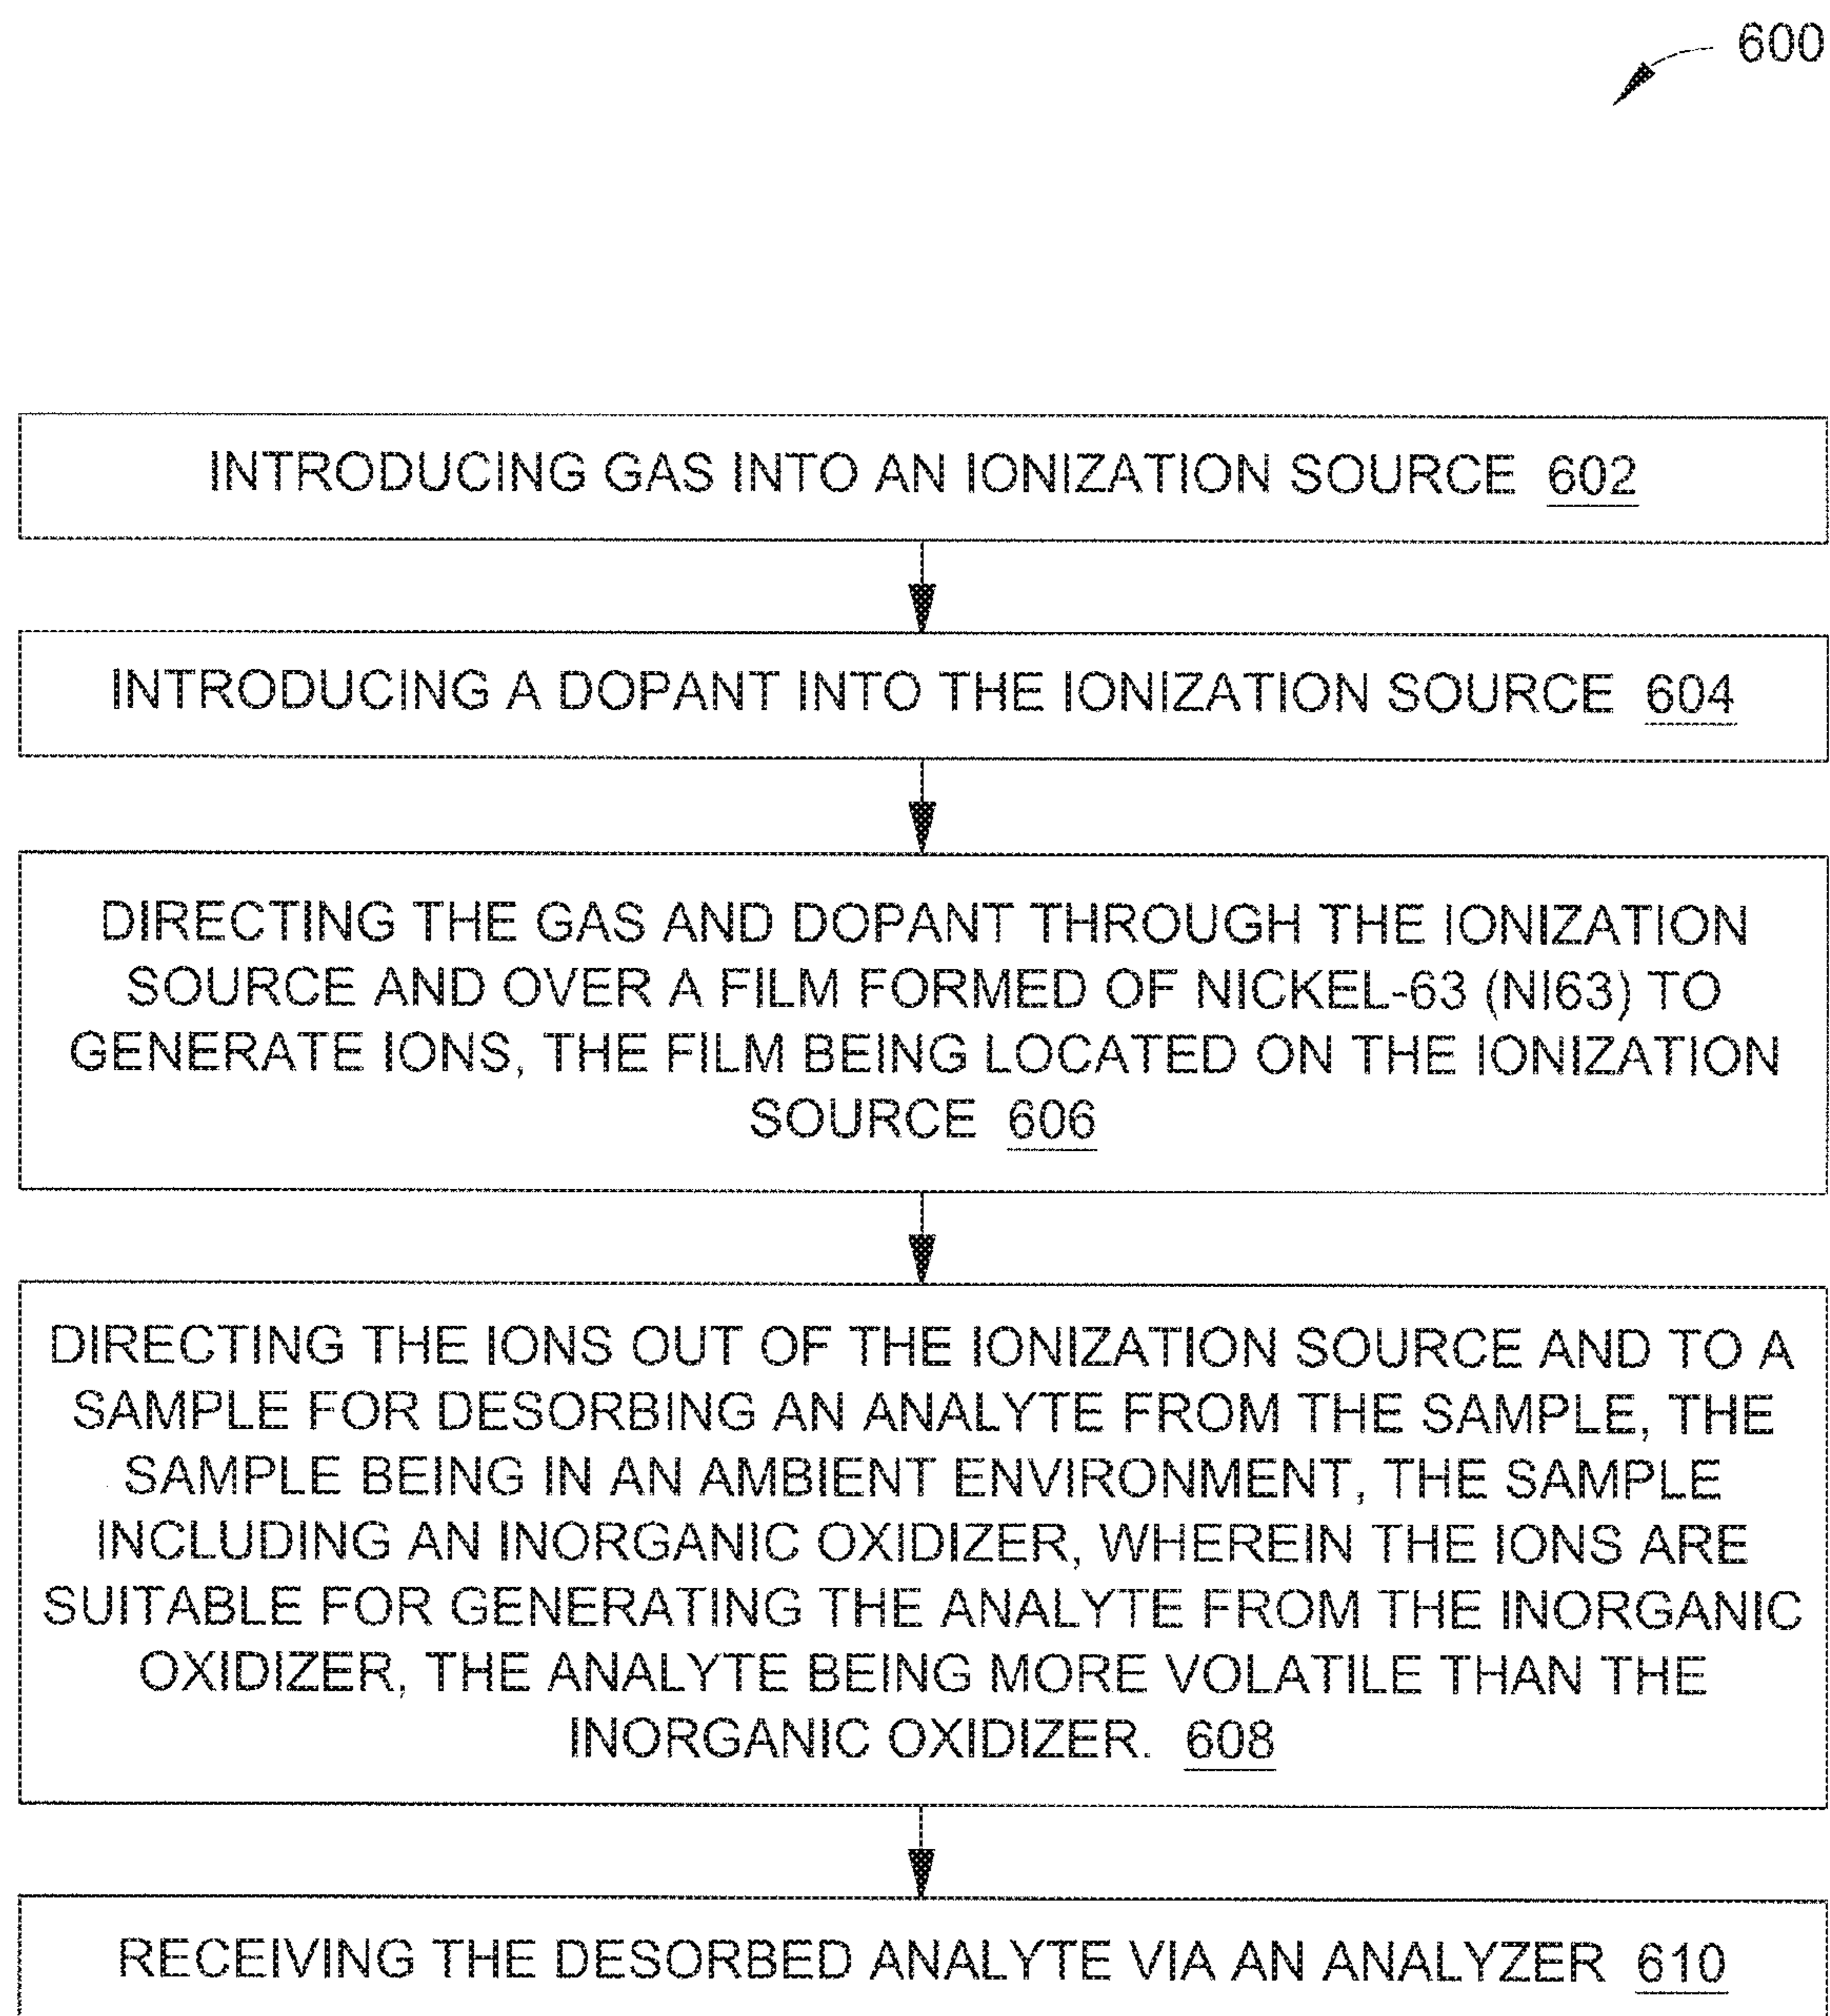 600
INTRODUCING GAS INTO AN IONIZATION SOURCE 602
INTRODUCING A DOPANT INTO THE IONIZATION SOURCE 604
DIRECTING THE GAS AND DOPANT THROUGH THE IONIZATION
SOURCE AND OVER A FILM FORMED OF NICKEL-63 (NI63) TO
GENERATE IONS, THE FILM BEING LOCATED ON THE IONIZATION
SOURCE 606
DIRECTING THE IONS OUT OF THE IONIZATION SOURCE AND TO A
SAMPLE FOR DESORBING AN ANALYTE FROM THE SAMPLE, THE
SAMPLE BEING IN AN AMBIENT ENVIRONMENT, THE SAMPLE
INCLUDING AN INORGANIC OXIDIZER, WHEREIN THE IONS ARE
SUITABLE FOR GENERATING THE ANALYTE FROM THE INORGANIC
OXIDIZER, THE ANALYTE BEING MORE VOLATILE THAN THE
INORGANIC OXIDIZER. 608
RECEIVING THE DESORBED ANALYTE VIA AN ANALYZER 610